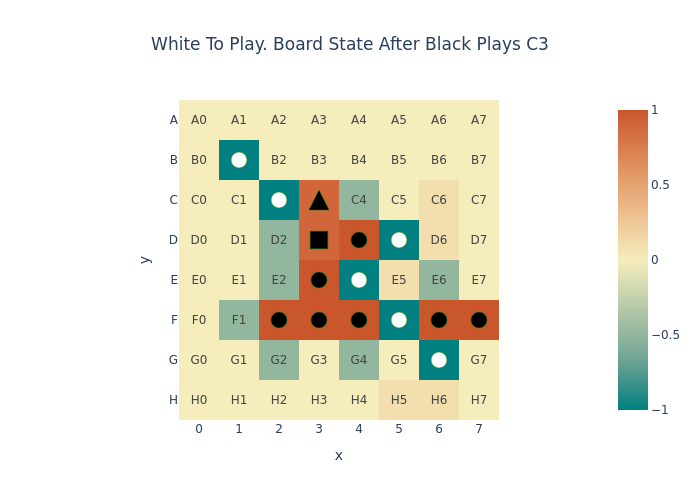 White To Play. Board State After Black Plays C3
A A0 A1 A2 A3 A4 A5 A6 A7
B B0 B2 B3 B4 B5 B6 B7
C C0 C1 C4 C5 C6 C7
D D0 D1 D2 D6 D7
E E0 E1 E2 E5 E6 E7
F F0 F1
G G0 G1 G2 G3 G4 G5 G7
H H0 H1 H2 H3 H4 H5 H6 H7
0 1 2 3 4 5 6 7
x
y
1
0.5
0
−0.5
−1